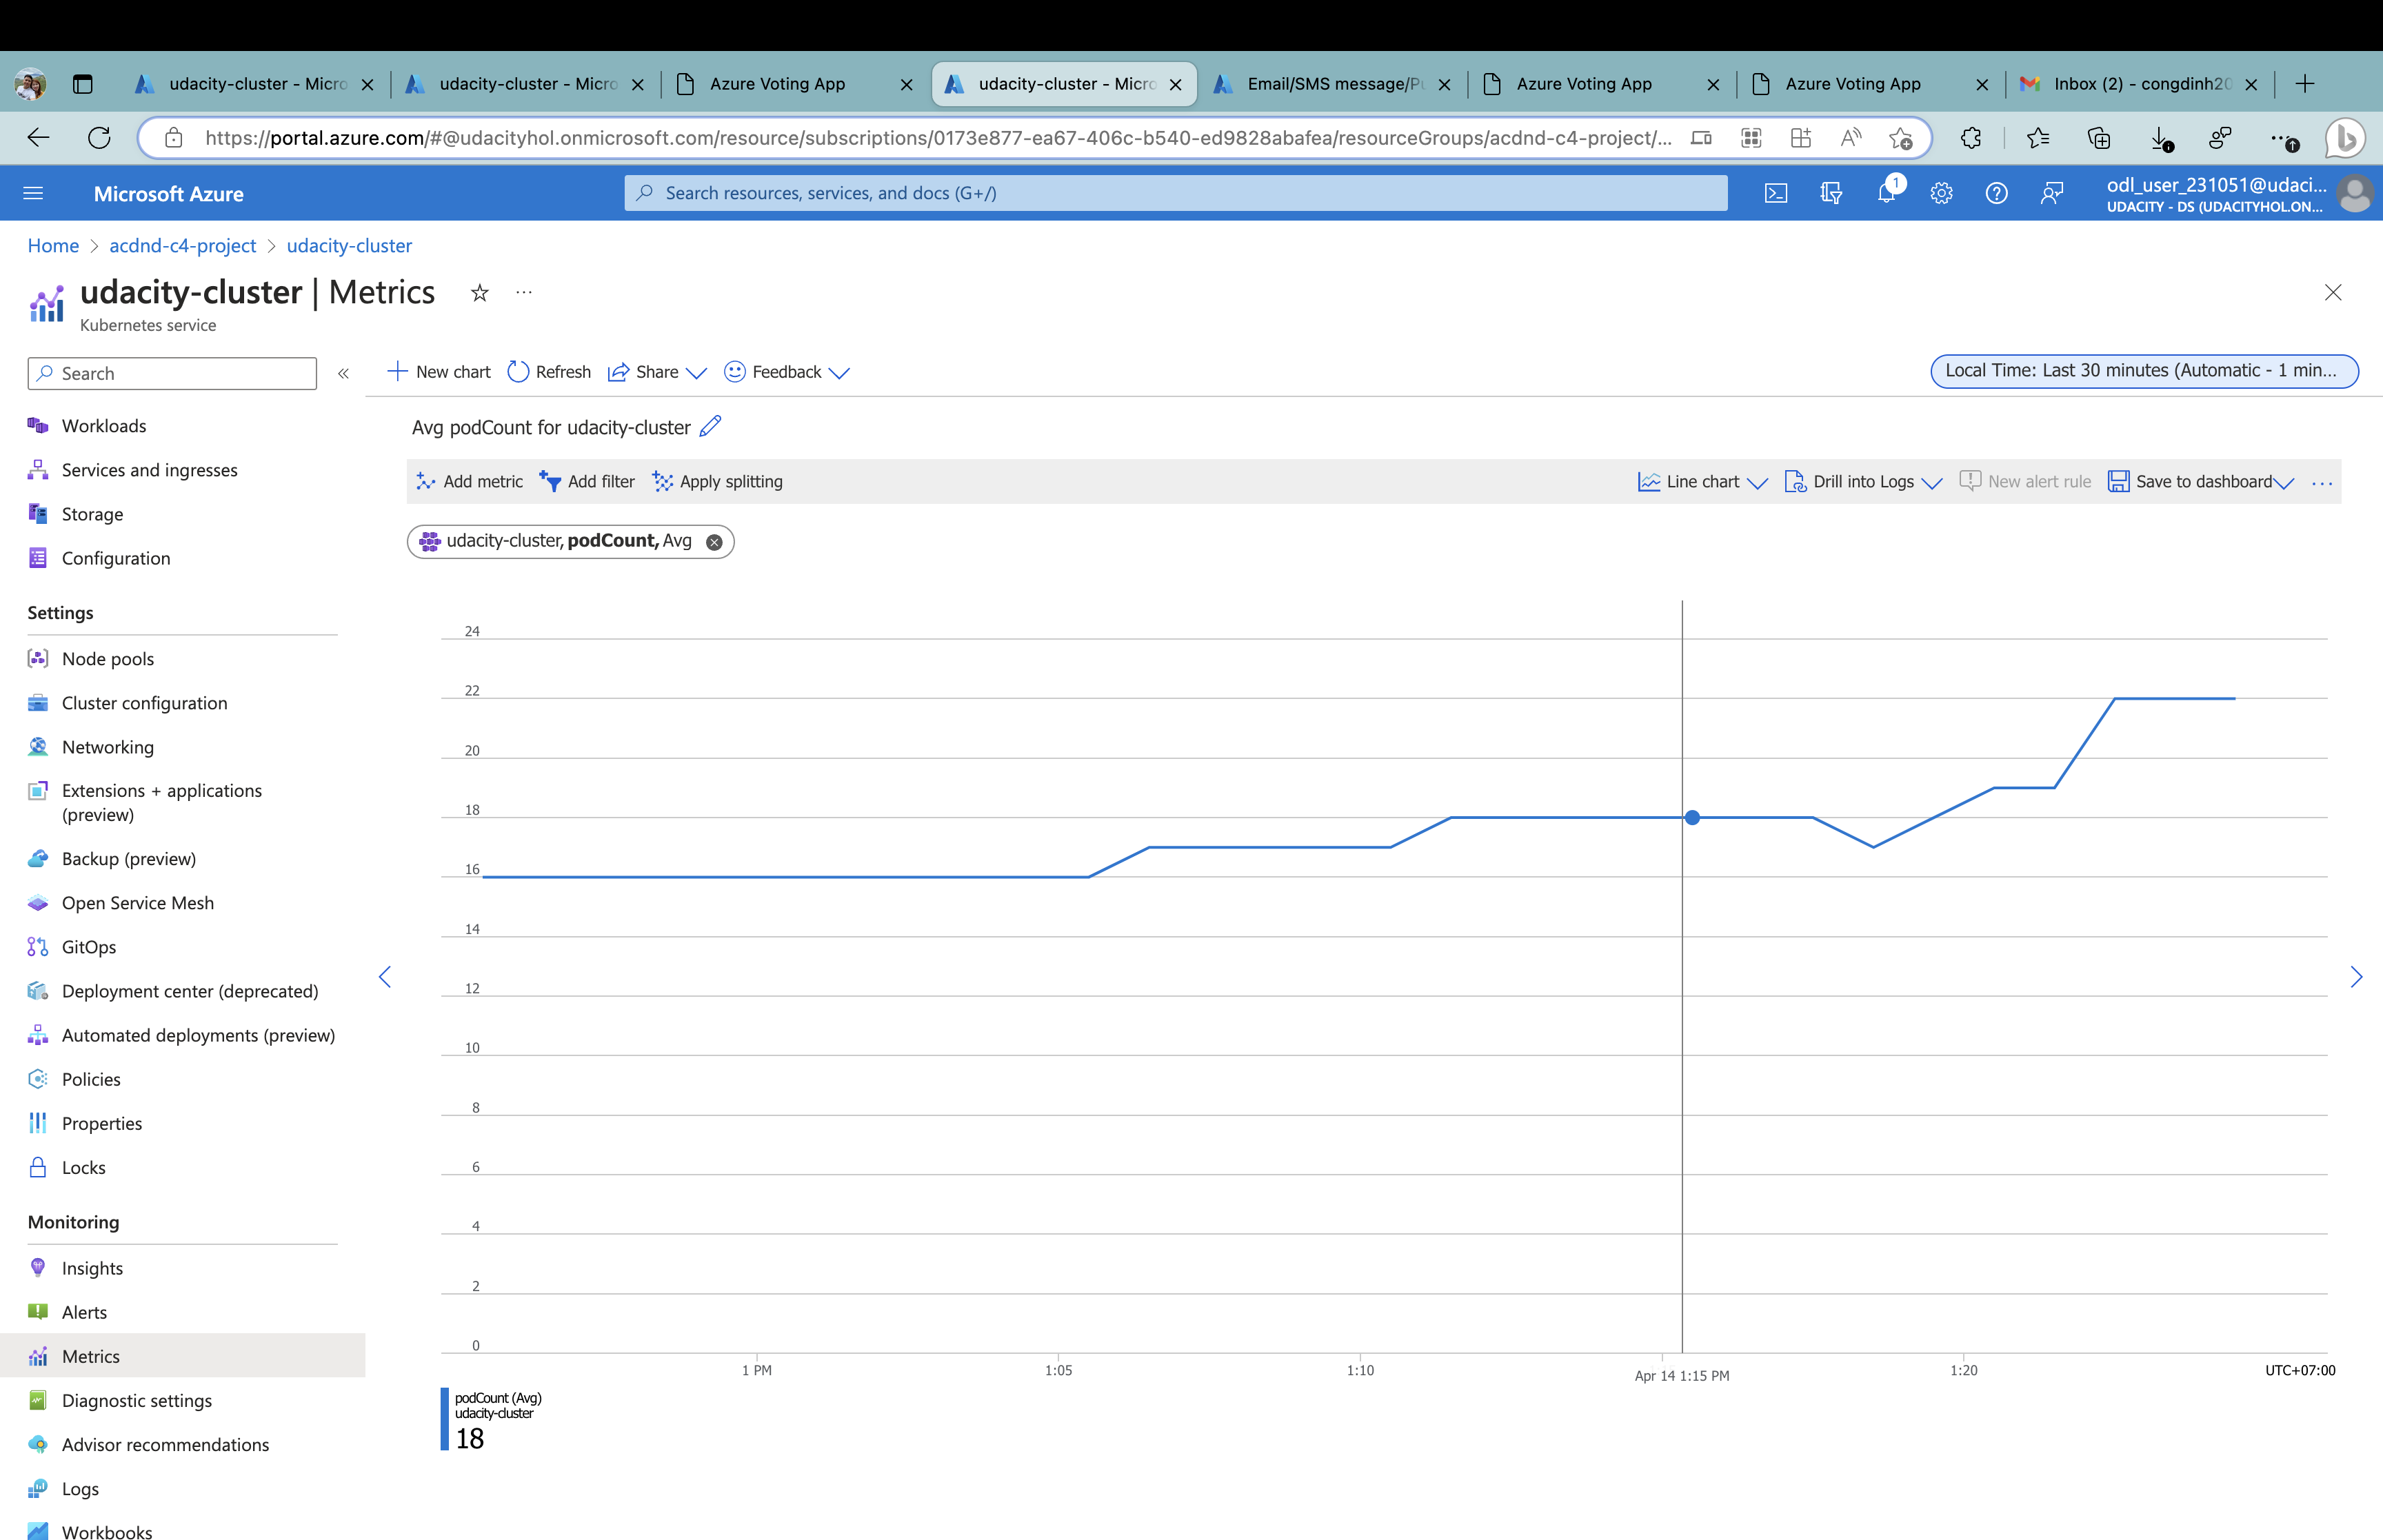 udacity-cluster - Micro
udacity-cluster - Micro
Azure Voting App
udacity-cluster - Micro
Email/SMS message/Pu
Azure Voting App
Azure Voting App
Inbox (2) - congdinh20
https://portal.azure.com/#@udacityhol.onmicrosoft.com/resource/subscriptions/0173e877-ea67-406c-b540-ed9828abafea/resourceGroups/acdnd-c4-project/...
Microsoft Azure
Search resources, services, and docs (G+/)
1
odl_user_231051@udaci...
UDACITY - DS (UDACITYHOL.ON...
Home > acdnd-c4-project > udacity-cluster
udacity-cluster | Metrics
Kubernetes service
Search
Workloads
Services and ingresses
Storage
Configuration
Settings
Node pools
Cluster configuration
Networking
Extensions + applications
(preview)
Backup (preview)
Open Service Mesh
GitOps
Deployment center (deprecated)
Automated deployments (preview)
Policies
Properties
Locks
Monitoring
Insights
Alerts
Metrics
Diagnostic settings
Advisor recommendations
Logs
Workbooks
New chart Refresh Share Feedback
Local Time: Last 30 minutes (Automatic - 1 min...
Avg podCount for udacity-cluster
Add metric Add filter Apply splitting
Line chart Drill into Logs New alert rule Save to dashboard
udacity-cluster, podCount, Avg
24
22
20
18
16
14
12
10
8
6
4
2
0
1 PM 1:05 1:10 Apr 14 1:15 PM 1:20 UTC+07:00
podCount (Avg)
udacity-cluster
18